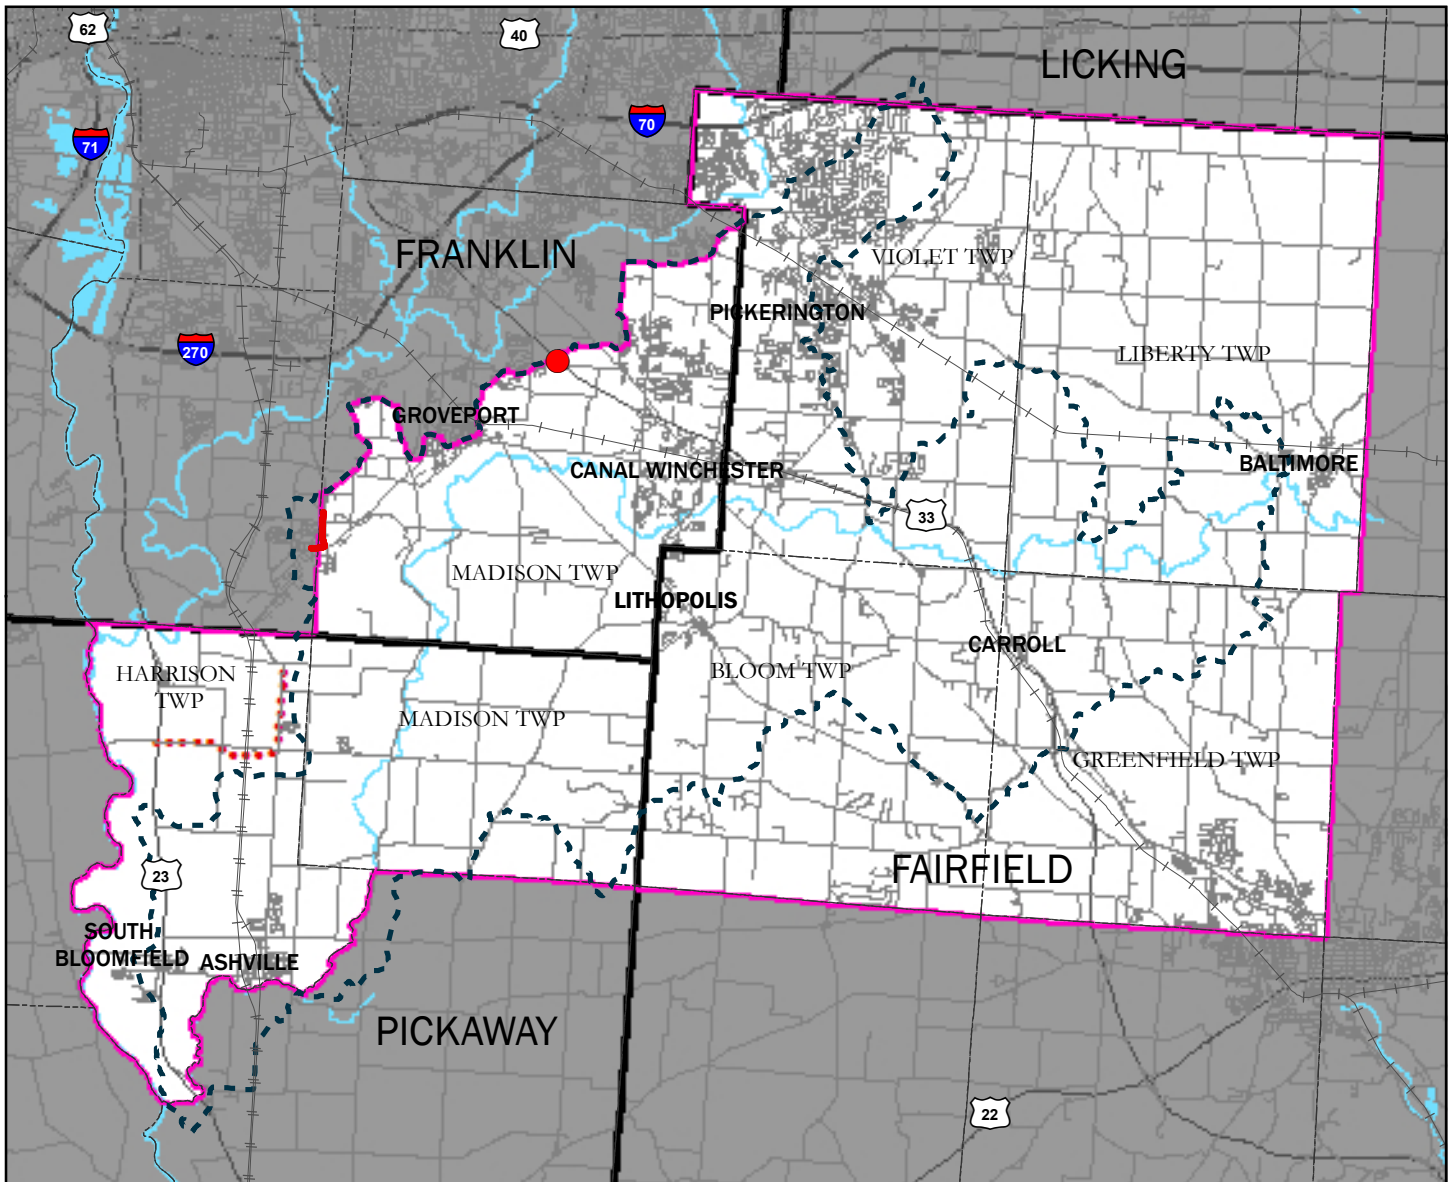 62
40
LICKING
70
71
FRANKLIN
VIOLET TWP
PICKERINGTON
270
LIBERTY TWP
GROVEPORT
CANAL WINCHESTER
BALTIMORE
33
MADISON TWP
LITHOPOLIS
CARROLL
HARRISON
TWP
BLOOM TWP
MADISON TWP
GREENFIELD TWP
23
FAIRFIELD
SOUTH
BLOOMFIELD
ASHVILLE
PICKAWAY
22